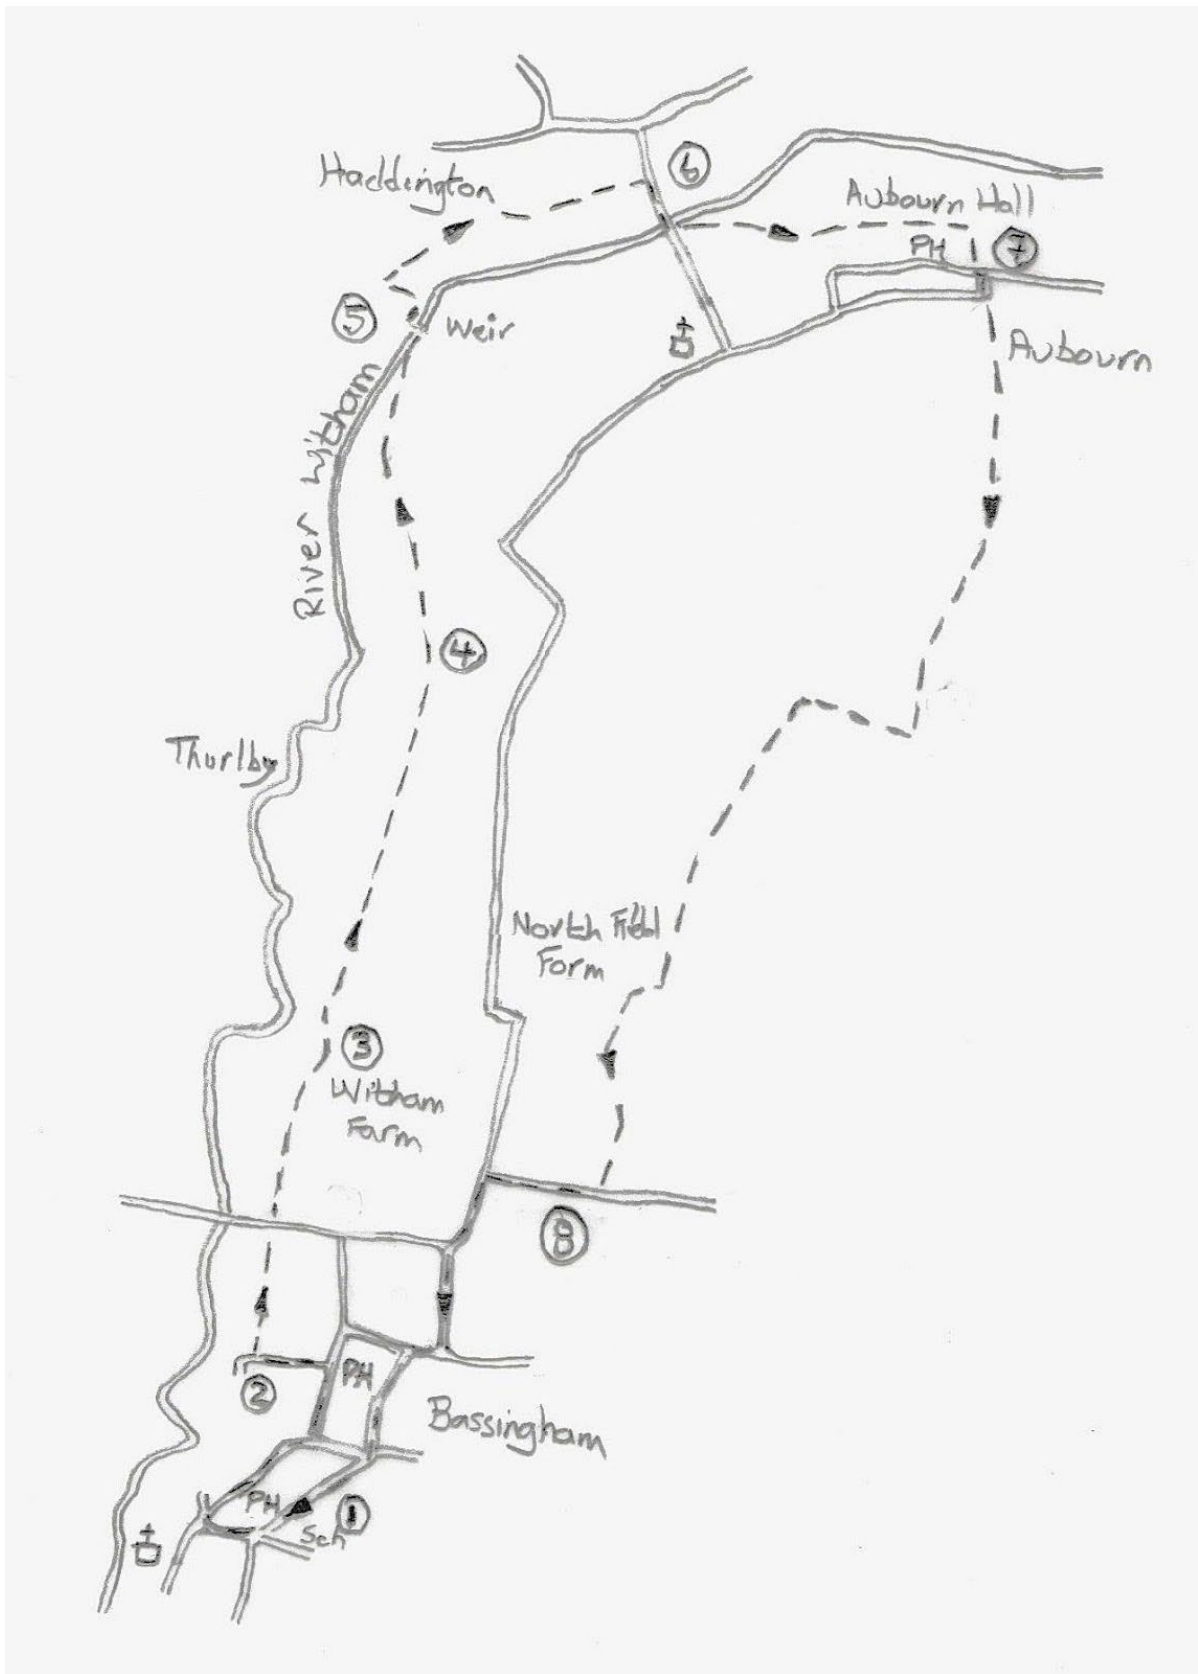 Haddington
6
Aubourn Hall
PH
7
5
Weir
Aubourn
River Witham
4
Thurlby
North Field
Farm
3
Witham
Farm
8
PH
2
Bassingham
PH
1
Sch